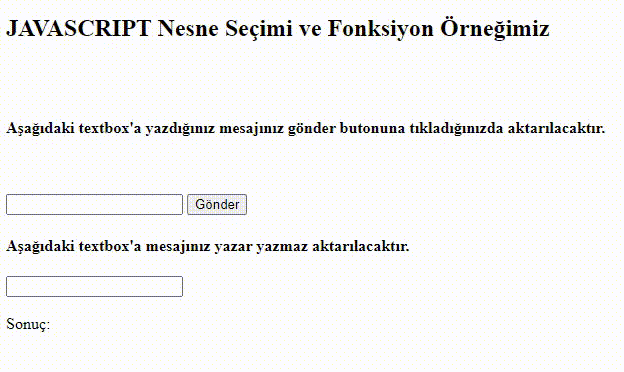 JAVASCRIPT Nesne Seçimi ve Fonksiyon Örneğimiz
Aşağıdaki textbox'a yazdığınız mesajınız gönder butonuna tıkladığınızda aktarılacaktır.
Gönder
Aşağıdaki textbox'a mesajınız yazar yazmaz aktarılacaktır.
Sonuç: